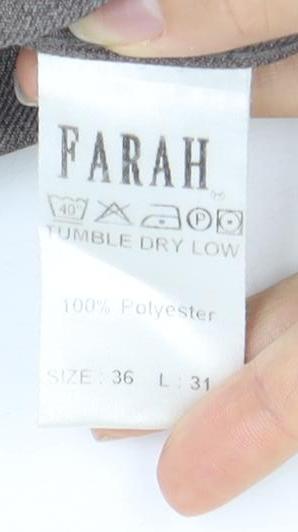 FARAH
40° P
TUMBLE DRY LOW
100% Polyester
SIZE : 36 L : 31